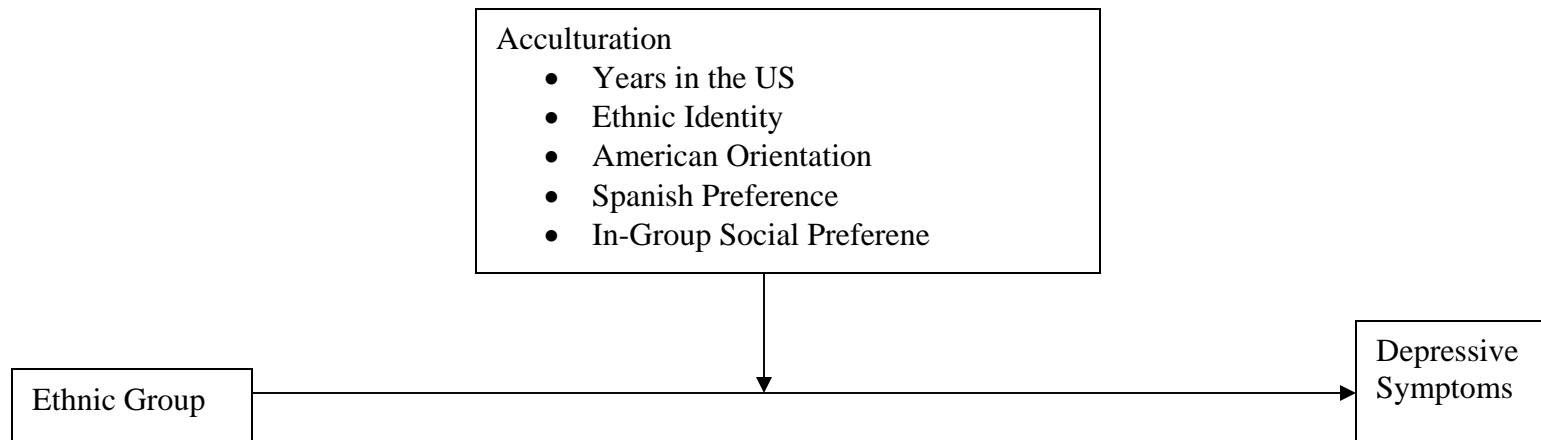 Acculturation
• Years in the US
• Ethnic Identity
• American Orientation
• Spanish Preference
• In-Group Social Preferene
Ethnic Group
Depressive
Symptoms